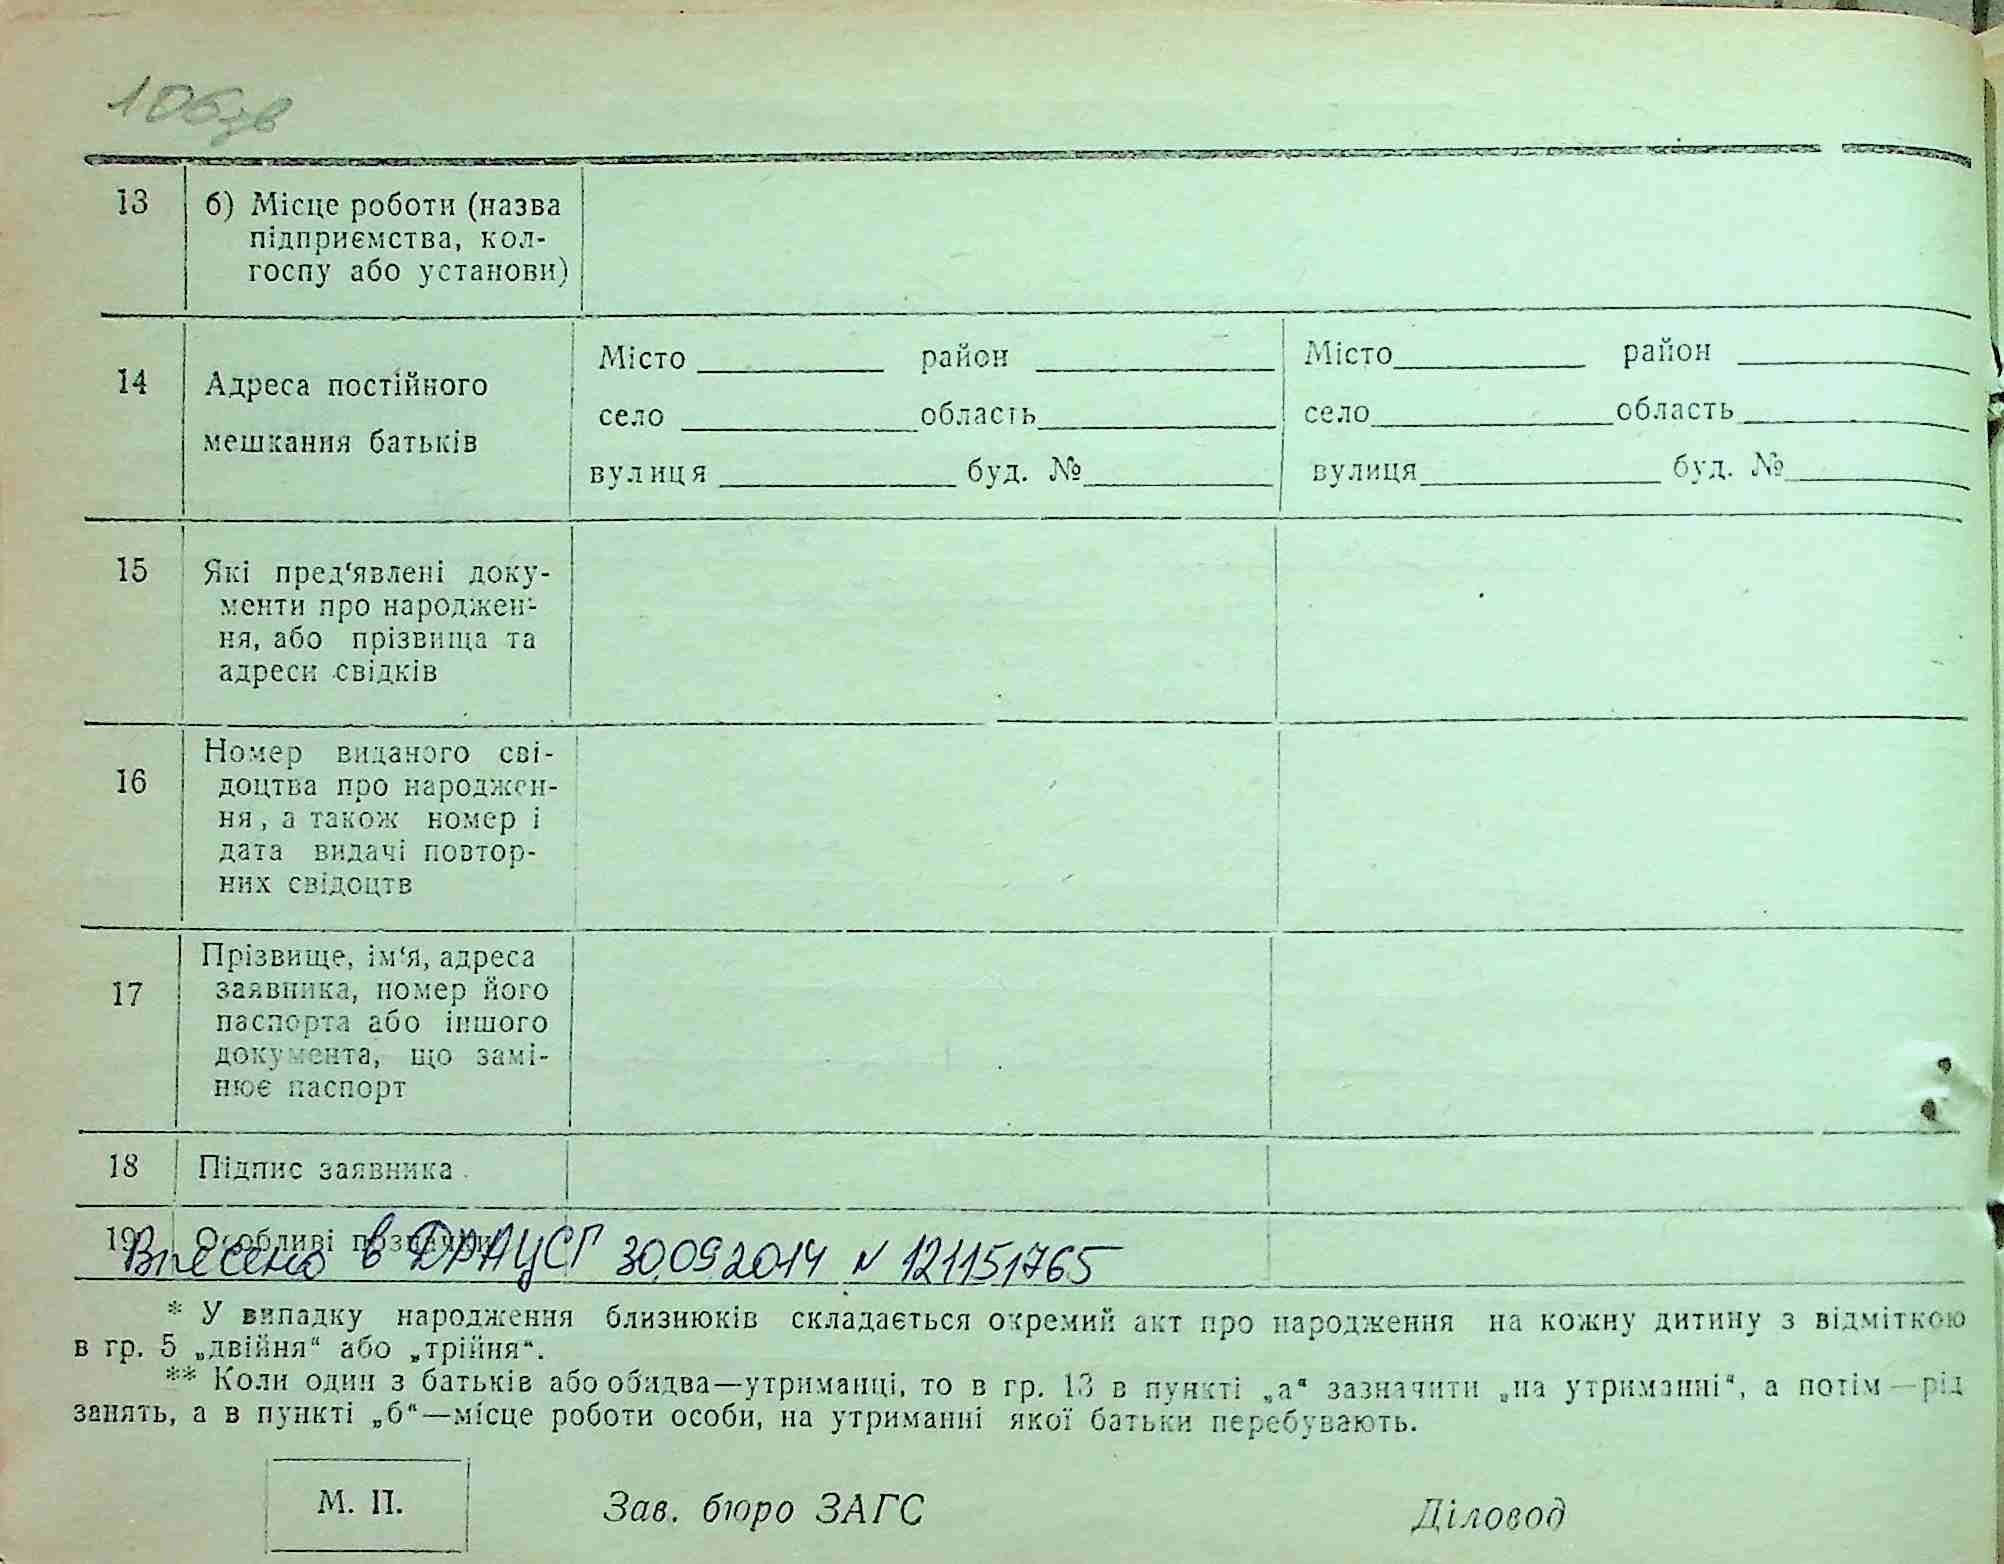 10 бзв
13 б) Місце роботи (назва
підприємства, кол-
госпу або установи)
14 Адреса постійного
мешкання батьків
Місто район Місто район
село область село область
вулиця буд. № вулиця буд. №
15 Які пред‘явлені доку-
менти про народжен-
ня, або прізвища та
адреси свідків
16 Номер виданого сві-
доцтва про народжен-
ня, а також номер і
дата видачі повтор-
них свідоцтв
17 Прізвище, ім‘я, адреса
заявника, номер його
паспорта або іншого
документа, що замі-
нює паспорт
18 Підпис заявника
19 Особливі позначки
Внесено в ДРАЦСГ 30.09.2014 N 121151765
* У випадку народження близнюків складається окремий акт про народження на кожну дитину з відміткою
в гр. 5 „двійня“ або „трійня“.
** Коли один з батьків або обидва—утриманці, то в гр. 13 в пункті „а“ зазначити „на утриманні“, а потім—рід
занять, а в пункті „б“—місце роботи особи, на утриманні якої батьки перебувають.
М. П. Зав. бюро ЗАГС Діловод